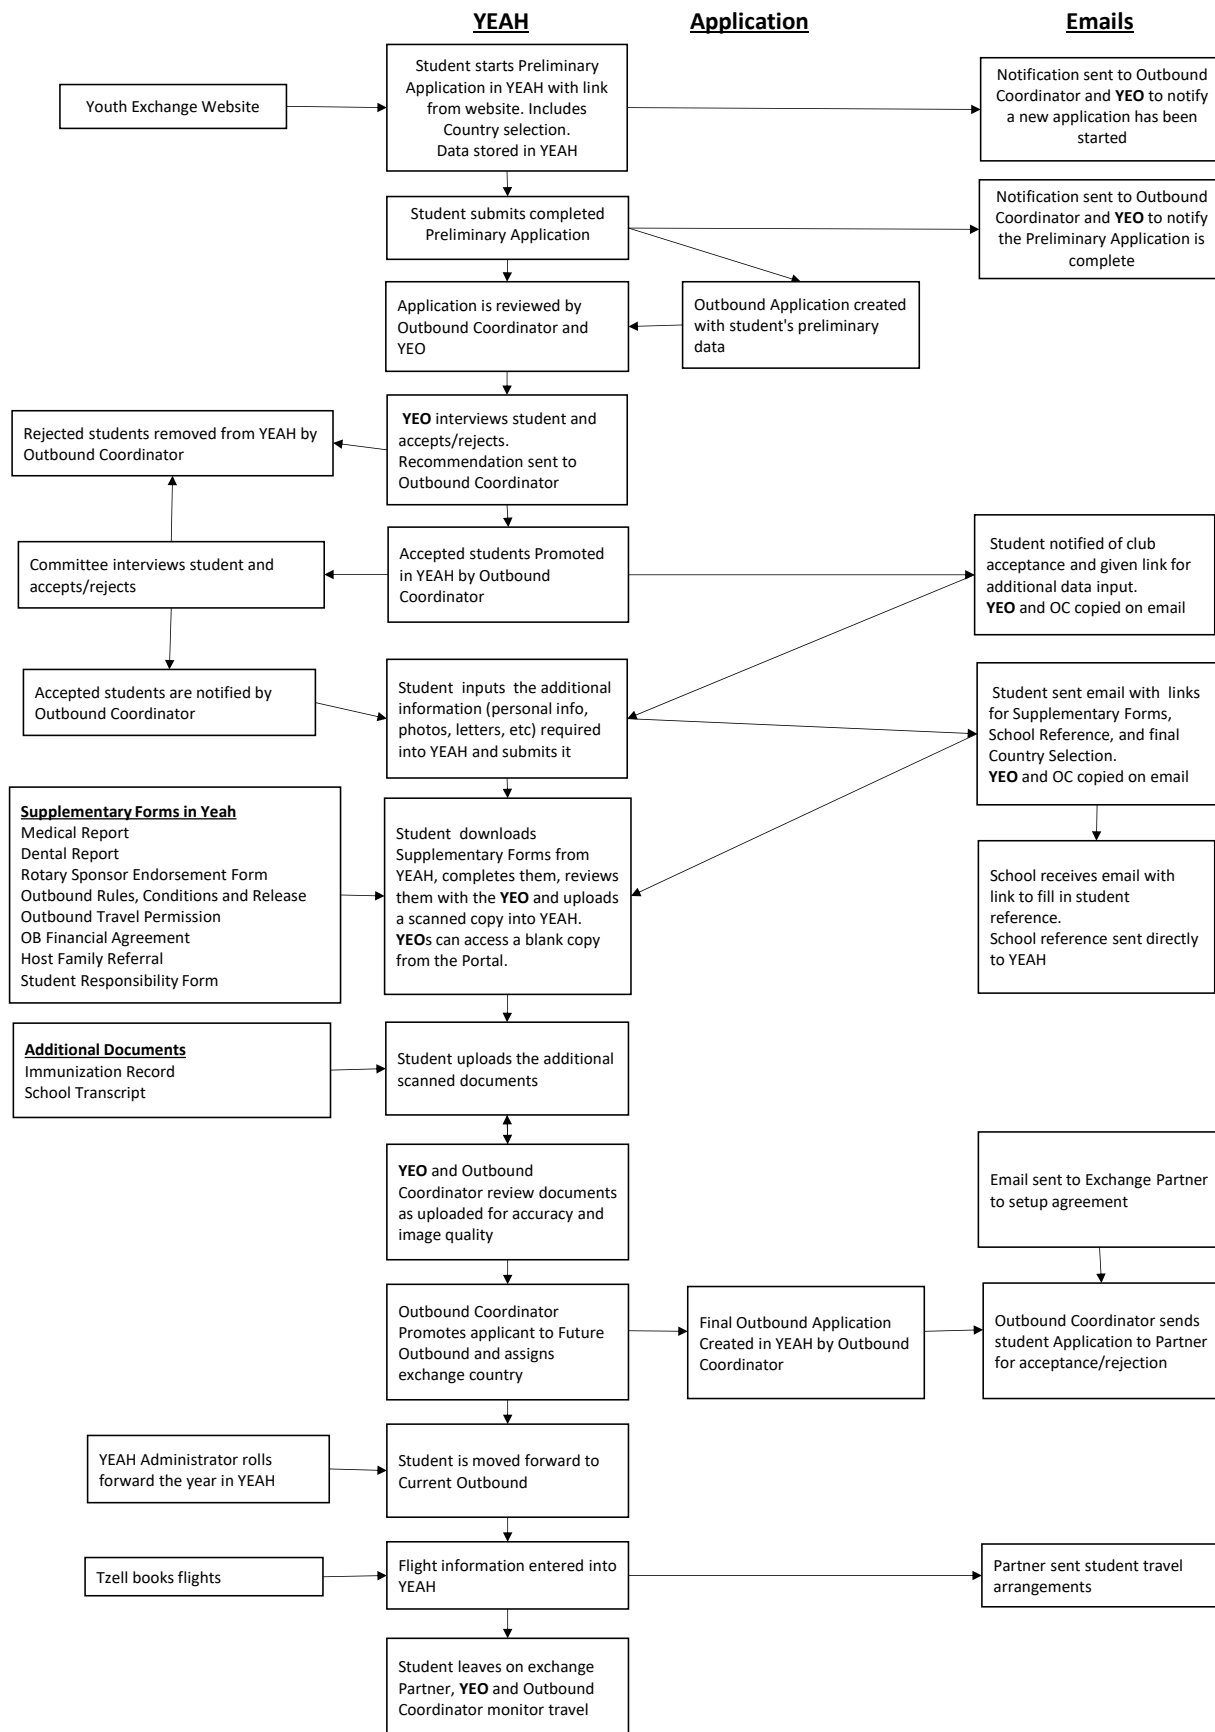 YEAH
Application
Emails
Youth Exchange Website
Student starts Preliminary
Application in YEAH with link
from website. Includes
Country selection.
Data stored in YEAH
Notification sent to Outbound
Coordinator and YEO to notify
a new application has been
started
Student submits completed
Preliminary Application
Notification sent to Outbound
Coordinator and YEO to notify
the Preliminary Application is
complete
Application is reviewed by
Outbound Coordinator and
YEO
Outbound Application created
with student's preliminary
data
Rejected students removed from YEAH by
Outbound Coordinator
YEO interviews student and
accepts/rejects.
Recommendation sent to
Outbound Coordinator
Committee interviews student and
accepts/rejects
Accepted students Promoted
in YEAH by Outbound
Coordinator
Student notified of club
acceptance and given link for
additional data input.
YEO and OC copied on email
Accepted students are notified by
Outbound Coordinator
Student inputs the additional
information (personal info,
photos, letters, etc) required
into YEAH and submits it
Student sent email with links
for Supplementary Forms,
School Reference, and final
Country Selection.
YEO and OC copied on email
Supplementary Forms in Yeah
Medical Report
Dental Report
Rotary Sponsor Endorsement Form
Outbound Rules, Conditions and Release
Outbound Travel Permission
OB Financial Agreement
Host Family Referral
Student Responsibility Form
Student downloads
Supplementary Forms from
YEAH, completes them, reviews
them with the YEO and uploads
a scanned copy into YEAH.
YEOs can access a blank copy
from the Portal.
School receives email with
link to fill in student
reference.
School reference sent directly
to YEAH
Additional Documents
Immunization Record
School Transcript
Student uploads the additional
scanned documents
YEO and Outbound
Coordinator review documents
as uploaded for accuracy and
image quality
Email sent to Exchange Partner
to setup agreement
Outbound Coordinator
Promotes applicant to Future
Outbound and assigns
exchange country
Final Outbound Application
Created in YEAH by Outbound
Coordinator
Outbound Coordinator sends
student Application to Partner
for acceptance/rejection
YEAH Administrator rolls
forward the year in YEAH
Student is moved forward to
Current Outbound
Tzell books flights
Flight information entered into
YEAH
Partner sent student travel
arrangements
Student leaves on exchange
Partner, YEO and Outbound
Coordinator monitor travel